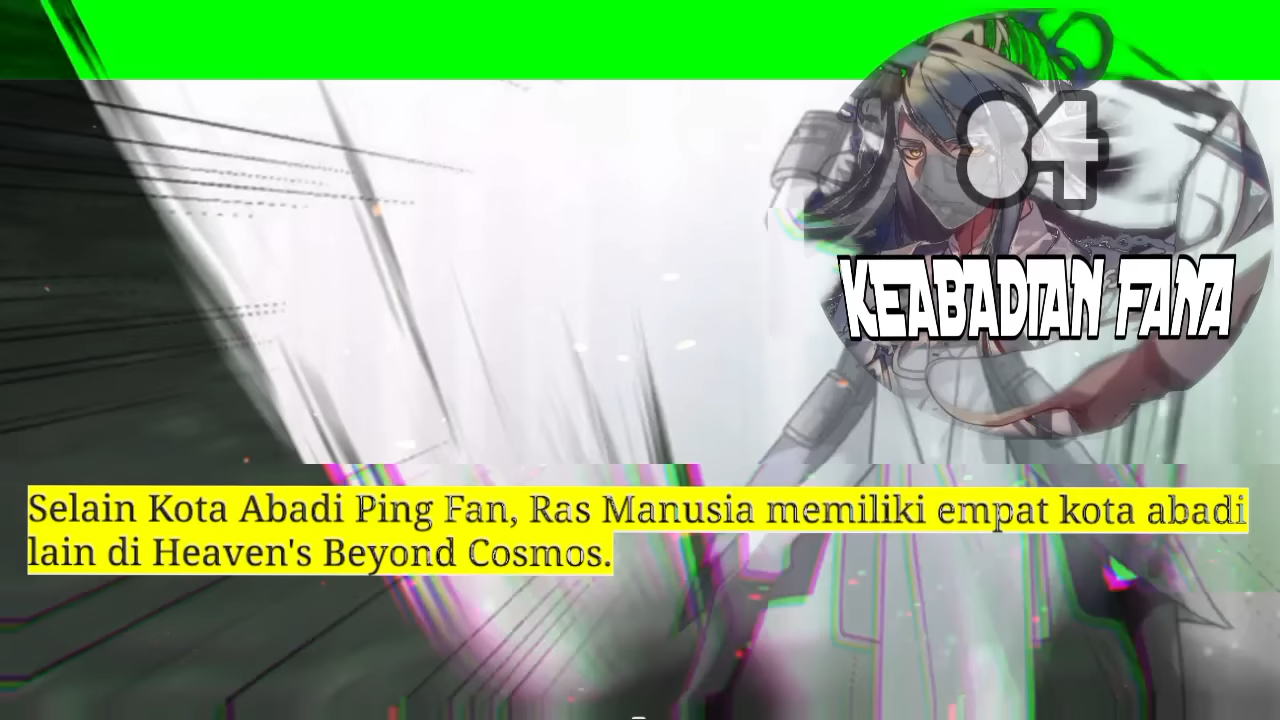 84
KEABADIAN FANA
Selain Kota Abadi Ping Fan, Ras Manusia memiliki empat kota abadi
lain di Heaven's Beyond Cosmos.